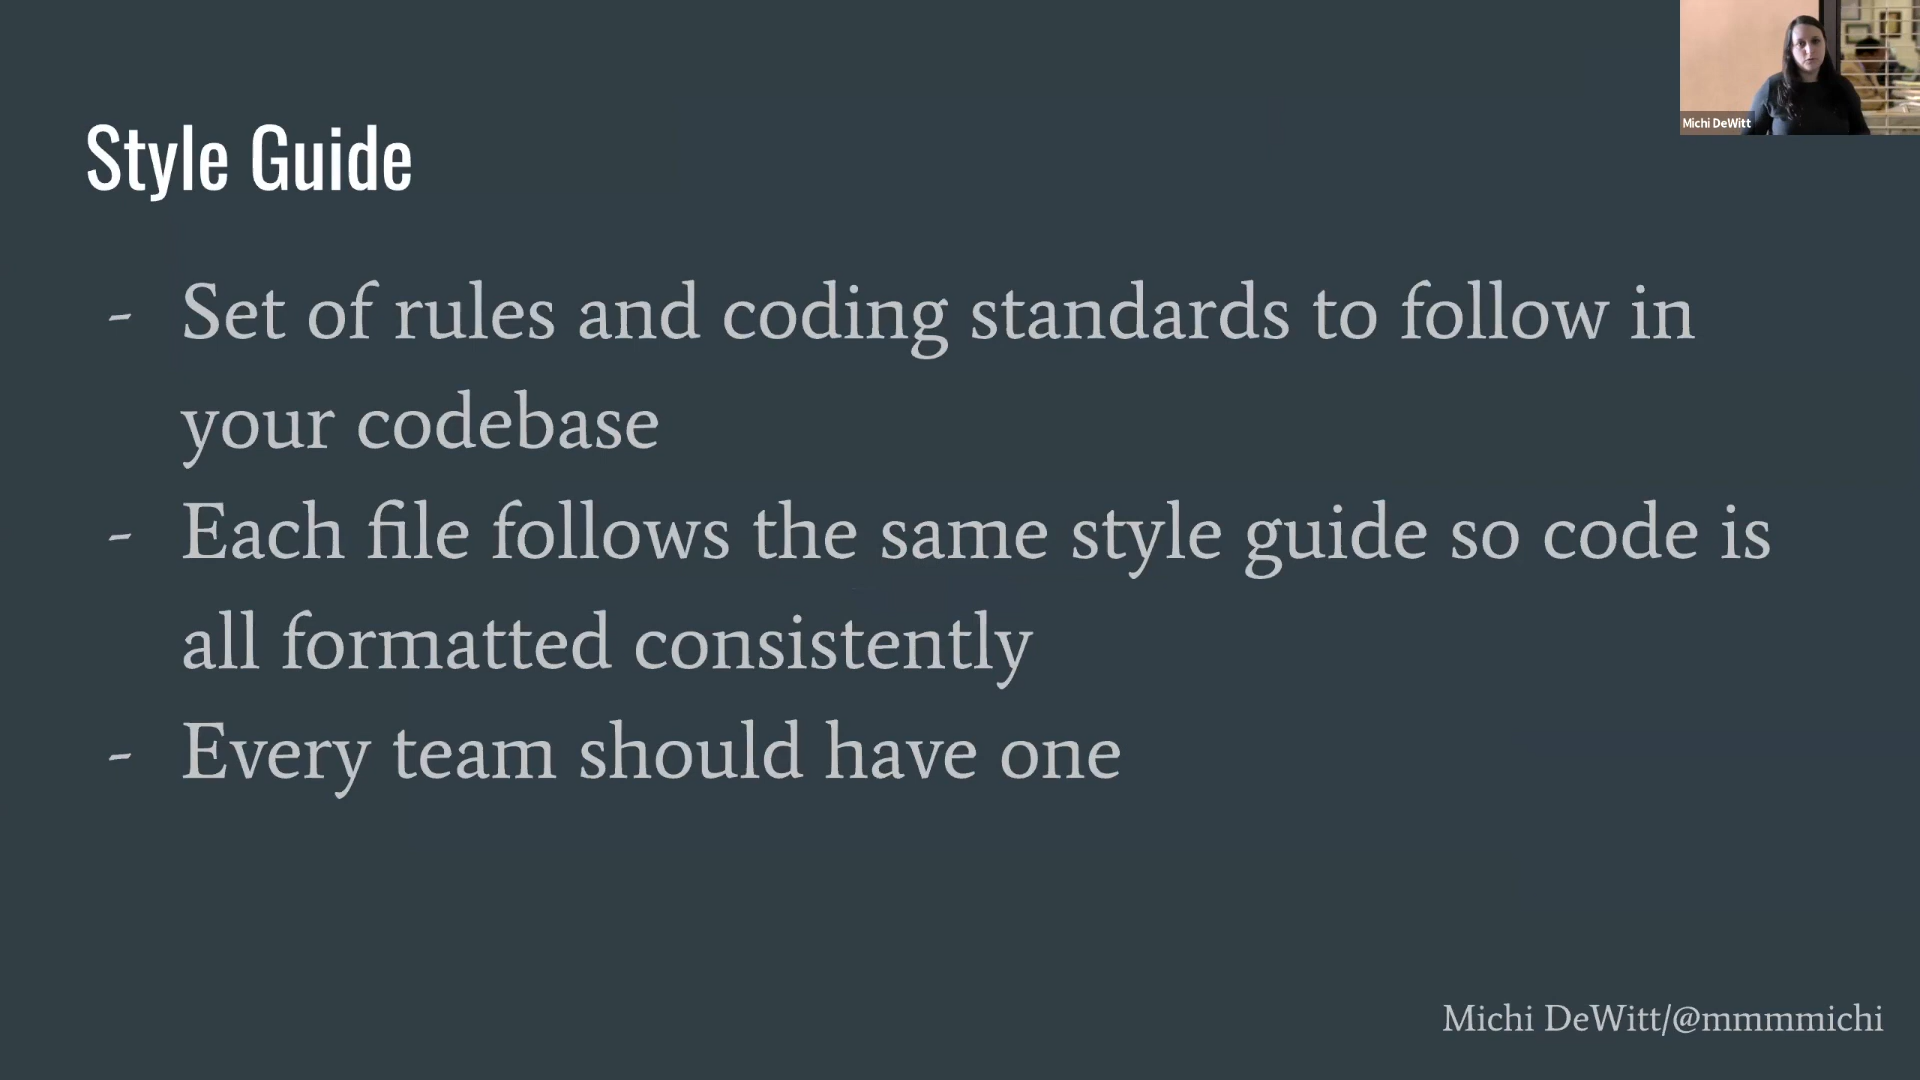 Michi DeWitt
Style Guide
- Set of rules and coding standards to follow in
your codebase
- Each file follows the same style guide so code is
all formatted consistently
- Every team should have one
Michi DeWitt/@mmmmichi